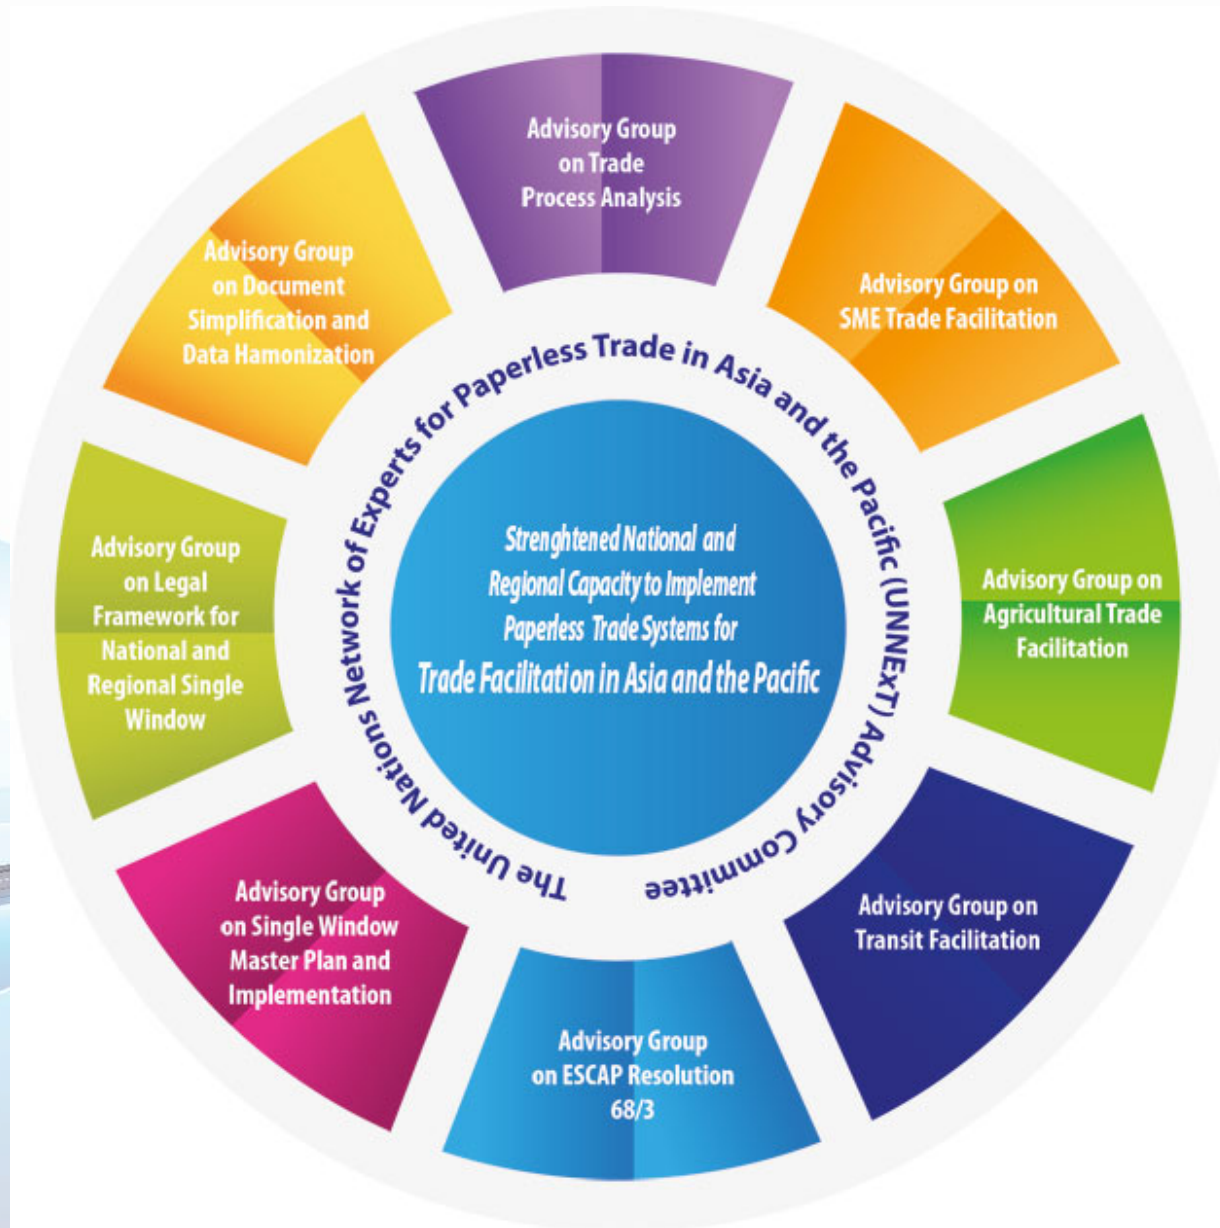 Advisory Group
on Trade
Process Analysis
Advisory Group on
SME Trade Facilitation
Advisory Group on
Agricultural Trade
Facilitation
Advisory Group on
Transit Facilitation
Advisory Group
on ESCAP Resolution
68/3
Advisory Group
on Single Window
Master Plan and
Implementation
Advisory Group
on Legal
Framework for
National and
Regional Single
Window
Advisory Group
on Document
Simplification and
Data Hamonization
The United Nations Network of Experts for Paperless Trade in Asia and the Pacific (UNNExT) Advisory Committee
Strenghtened National and
Regional Capacity to Implement
Paperless Trade Systems for
Trade Facilitation in Asia and the Pacific